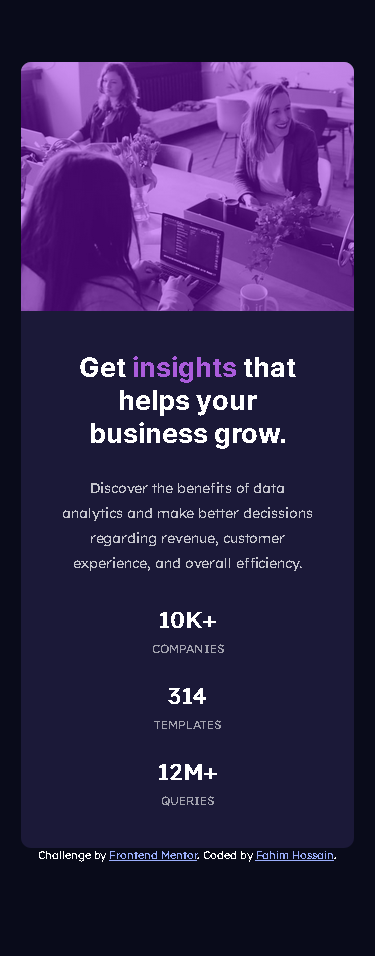 Get insights that
helps your
business grow.
Discover the benefits of data
analytics and make better decissions
regarding revenue, customer
experience, and overall efficiency.
10K+
COMPANIES
314
TEMPLATES
12M+
QUERIES
Challenge by Frontend Mentor. Coded by Fahim Hossain.